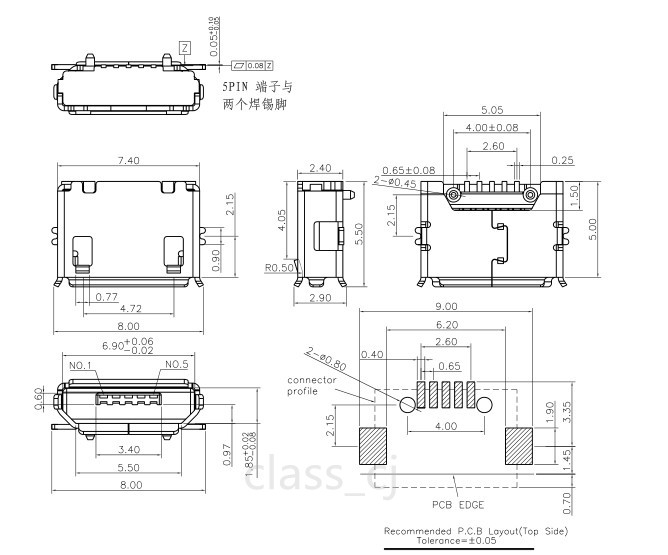 0.05+0.10
-0.05
Z
0.08 Z
5PIN 端子与
两个焊锡脚
7.40
2.15
0.90
0.77
4.72
8.00
2.40
4.05
5.50
R0.50
2.90
5.05
4.00±0.08
2.60
0.65±0.08
0.25
2-ø0.45
1.50
2.15
5.00
6.90+0.06
-0.02
NO.1
NO.5
0.60
3.40
5.50
8.00
0.97
1.85+0.02
-0.08
9.00
6.20
2.60
0.40
0.65
2-ø0.80
connector
profile
2.15
4.00
1.90
3.35
1.45
0.70
PCB EDGE
class_cj
Recommended P.C.B Layout(Top Side)
Tolerance=±0.05